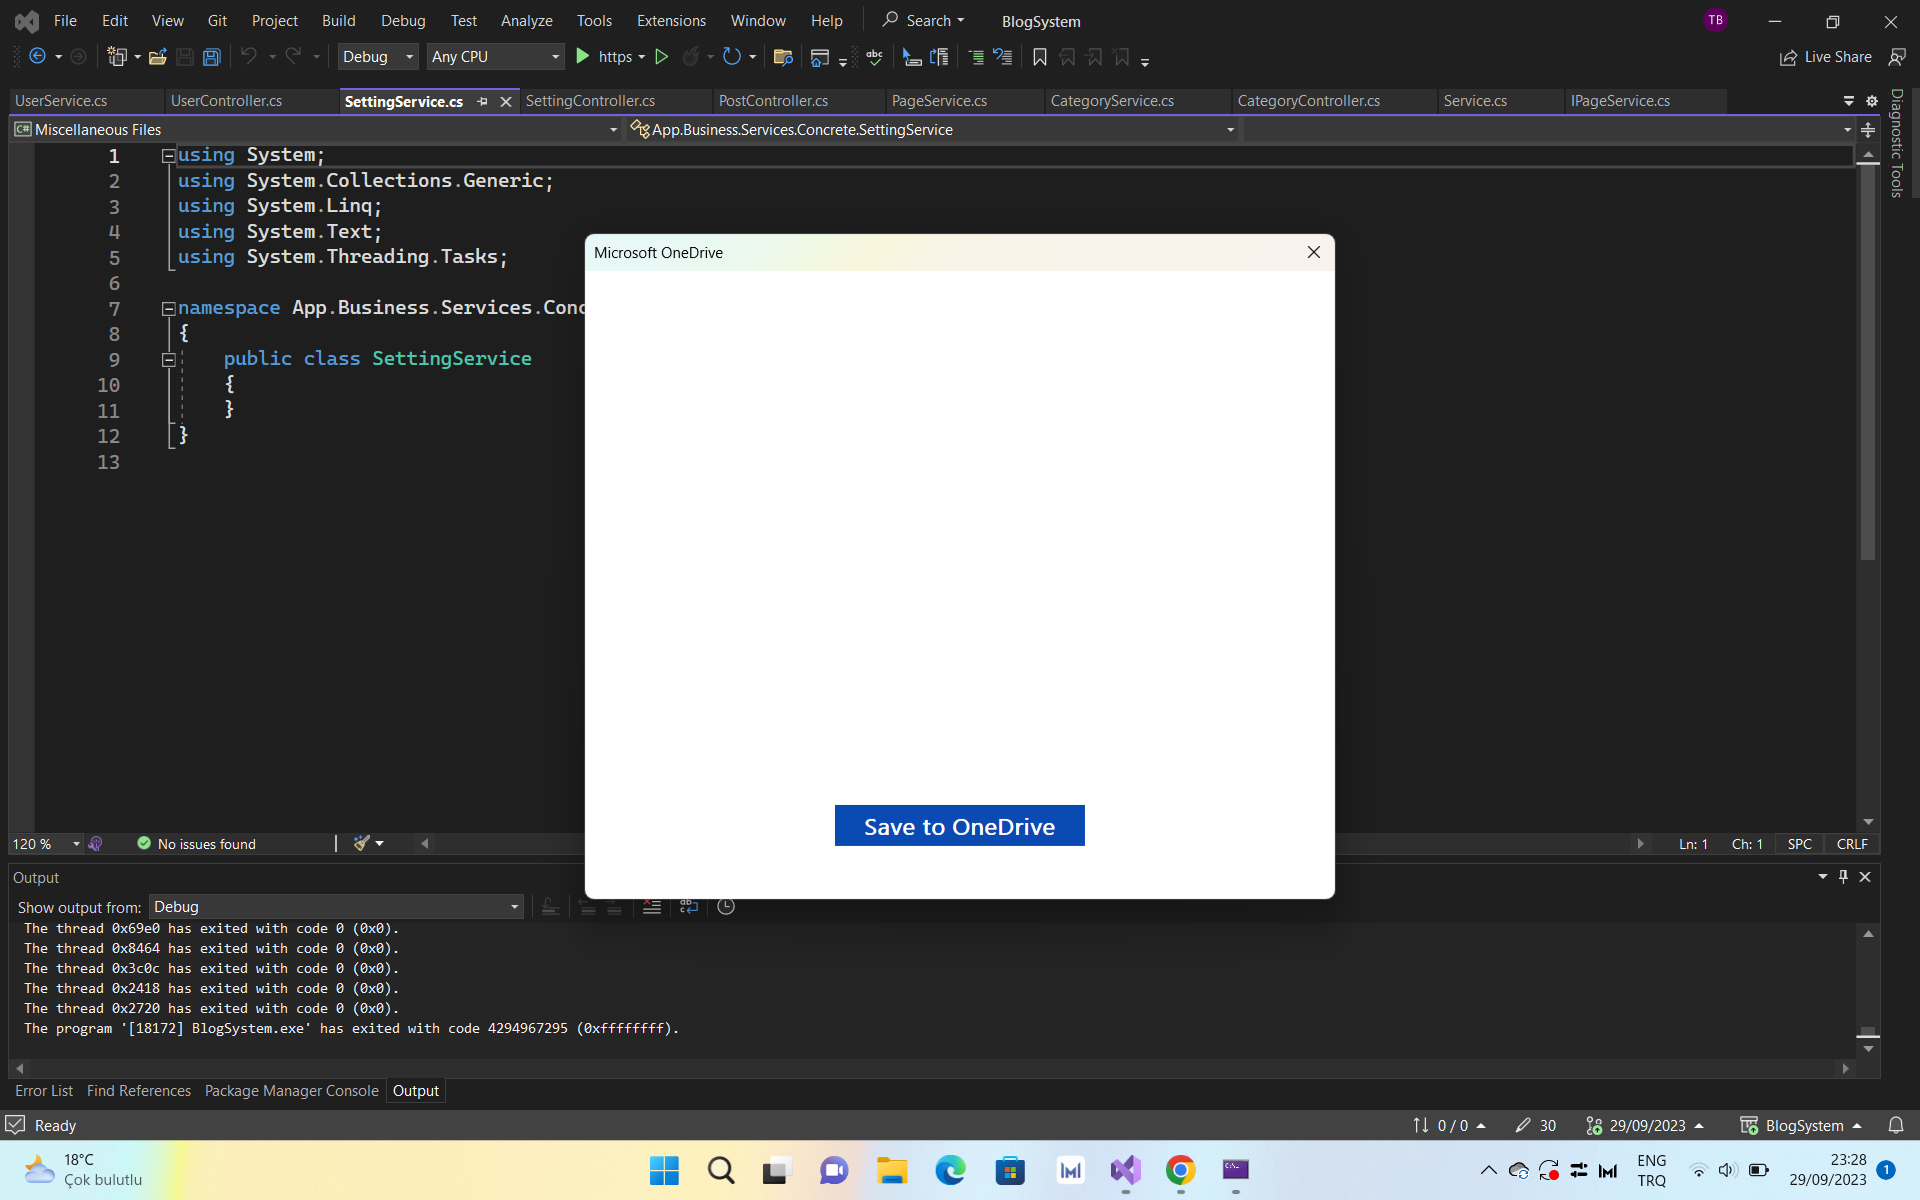 File Edit View Git Project Build Debug Test Analyze Tools Extensions Window Help Search BlogSystem TB
Debug Any CPU https Live Share
UserService.cs UserController.cs SettingService.cs SettingController.cs PostController.cs PageService.cs CategoryService.cs CategoryController.cs Service.cs IPageService.cs
Diagnostic Tools
C# Miscellaneous Files App.Business.Services.Concrete.SettingService
1 using System;
2 using System.Collections.Generic;
3 using System.Linq;
4 using System.Text;
5 using System.Threading.Tasks;
6
7 namespace App.Business.Services.Conc
8 {
9 public class SettingService
10 {
11 }
12 }
13
Microsoft OneDrive
Save to OneDrive
120 % No issues found Ln: 1 Ch: 1 SPC CRLF
Output
Show output from: Debug
The thread 0x69e0 has exited with code 0 (0x0).
The thread 0x8464 has exited with code 0 (0x0).
The thread 0x3c0c has exited with code 0 (0x0).
The thread 0x2418 has exited with code 0 (0x0).
The thread 0x2720 has exited with code 0 (0x0).
The program '[18172] BlogSystem.exe' has exited with code 4294967295 (0xffffffff).
Error List Find References Package Manager Console Output
Ready 0 / 0 30 29/09/2023 BlogSystem
18°C
Çok bulutlu
ENG
TRQ
23:28
29/09/2023
1